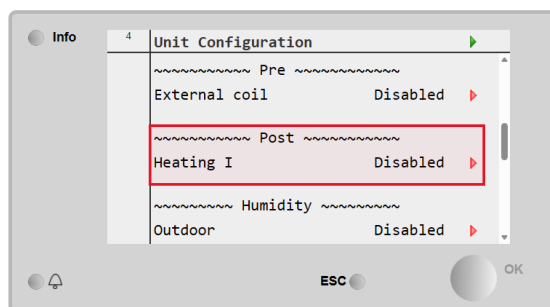 Info
4 Unit Configuration
~~~~~~~~~~~ Pre ~~~~~~~~~~~~
External coil Disabled
~~~~~~~~~~~ Post ~~~~~~~~~~~
Heating I Disabled
~~~~~~~~~ Humidity ~~~~~~~~~
Outdoor Disabled
ESC
OK